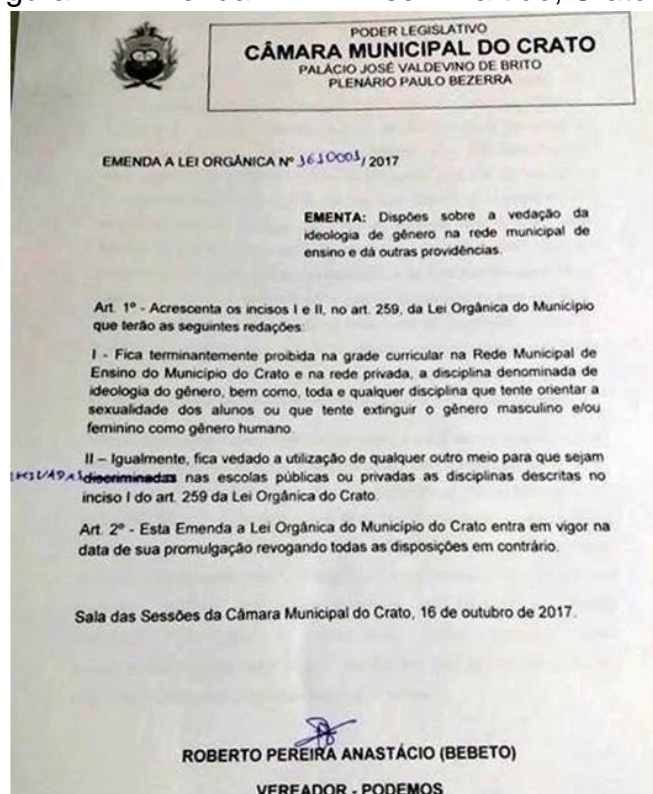 PODER LEGISLATIVO
CÂMARA MUNICIPAL DO CRATO
PALÁCIO JOSÉ VALDEVINO DE BRITO
PLENÁRIO PAULO BEZERRA
EMENDA A LEI ORGÂNICA Nº 1610001/2017
EMENTA: Dispões sobre a vedação da
ideologia de gênero na rede municipal de
ensino e dá outras providências.
Art. 1º - Acrescenta os incisos I e II, no art. 259, da Lei Orgânica do Município
que terão as seguintes redações:
I - Fica terminantemente proibida na grade curricular na Rede Municipal de
Ensino do Município do Crato e na rede privada, a disciplina denominada de
ideologia do gênero, bem como, toda e qualquer disciplina que tente orientar a
sexualidade dos alunos ou que tente extinguir o gênero masculino e/ou
feminino como gênero humano.
II – Igualmente, fica vedado a utilização de qualquer outro meio para que sejam
discriminadas nas escolas públicas ou privadas as disciplinas descritas no
inciso I do art. 259 da Lei Orgânica do Crato.
Art. 2º - Esta Emenda a Lei Orgânica do Município do Crato entra em vigor na
data de sua promulgação revogando todas as disposições em contrário.
Sala das Sessões da Câmara Municipal do Crato, 16 de outubro de 2017.
ROBERTO PEREIRA ANASTÁCIO (BEBETO)
VEREADOR - PODEMOS